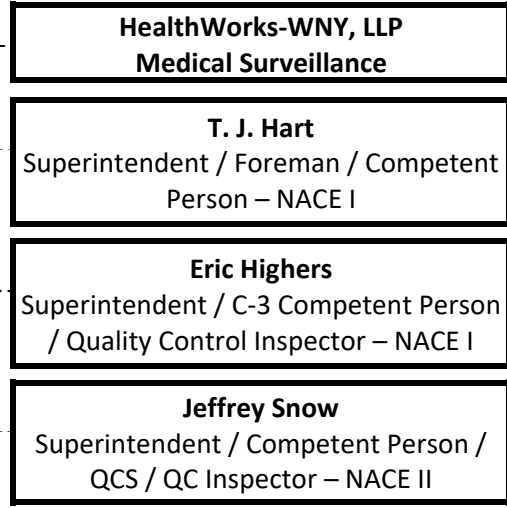 HealthWorks-WNY, LLP
Medical Surveillance
T. J. Hart
Superintendent / Foreman / Competent
Person – NACE I
Eric Highers
Superintendent / C-3 Competent Person
/ Quality Control Inspector – NACE I
Jeffrey Snow
Superintendent / Competent Person /
QCS / QC Inspector – NACE II